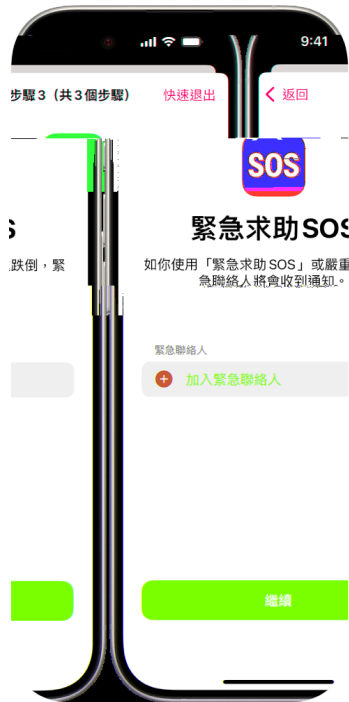 9:41
步驟3（共3個步驟）
快速退出
返回
SOS
緊急求助SOS
S
如你使用「緊急求助SOS」或嚴重
跌倒，緊
急聯絡人將會收到通知。
緊急聯絡人
加入緊急聯絡人
繼續